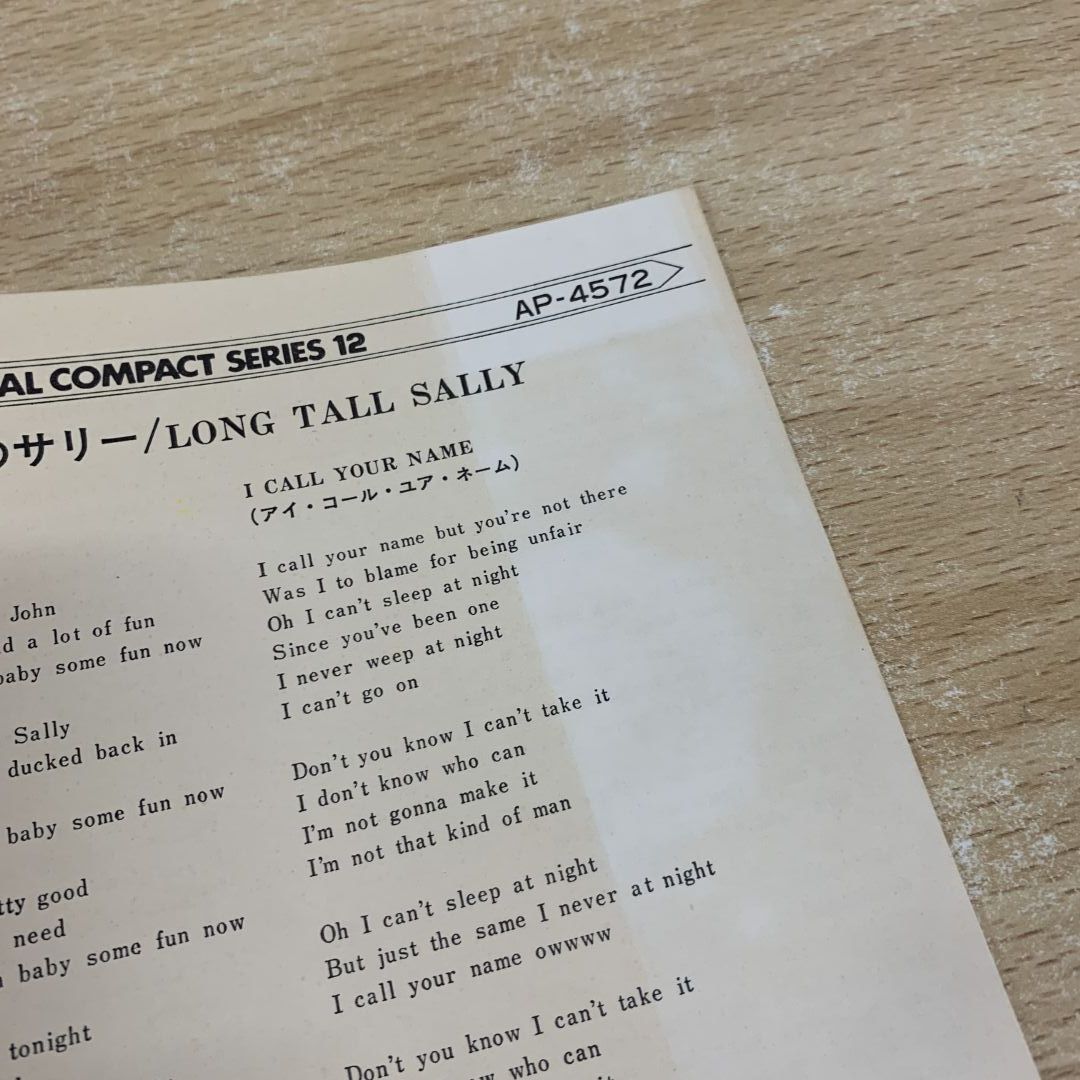 AP-4572
COMPACT SERIES 12
サリー/LONG TALL SALLY
John
a lot of fun
baby some fun now
Sally
ducked back in
baby some fun now
good
need
baby some fun now
tonight
I CALL YOUR NAME
(アイ・コール・ユア・ネーム)
I call your name but you're not there
Was I to blame for being unfair
Oh I can't sleep at night
Since you've been one
I never weep at night
I can't go on
Don't you know I can't take it
I don't know who can
I'm not gonna make it
I'm not that kind of man
Oh I can't sleep at night
But just the same I never at night
I call your name owwww
Don't you know I can't take it
who can